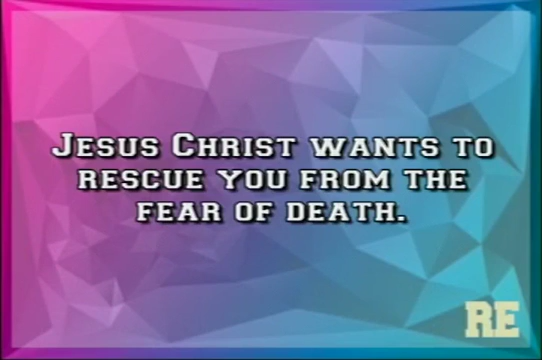 Jesus Christ wants to
rescue you from the
fear of death.
RE